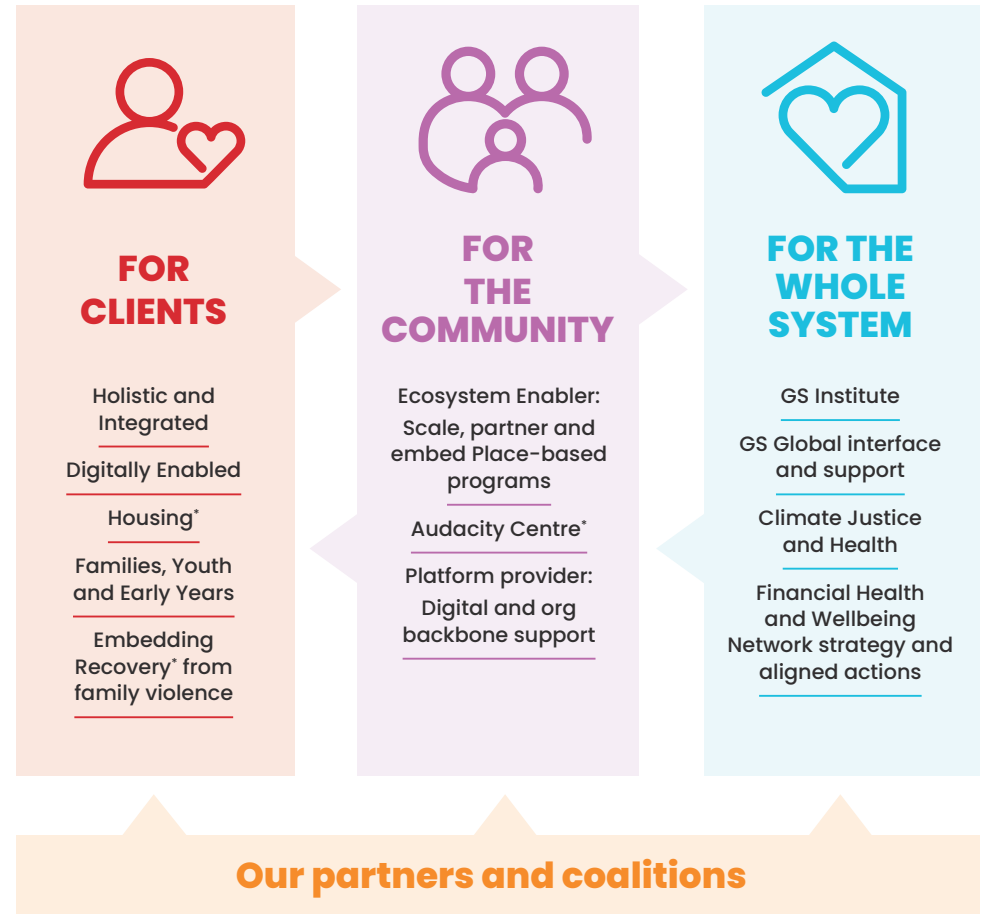 FOR
CLIENTS
Holistic and
Integrated
Digitally Enabled
Housing*
Families, Youth
and Early Years
Embedding
Recovery* from
family violence
FOR
THE
COMMUNITY
Ecosystem Enabler:
Scale, partner and
embed Place-based
programs
Audacity Centre*
Platform provider:
Digital and org
backbone support
FOR THE
WHOLE
SYSTEM
GS Institute
GS Global interface
and support
Climate Justice
and Health
Financial Health
and Wellbeing
Network strategy and
aligned actions
Our partners and coalitions